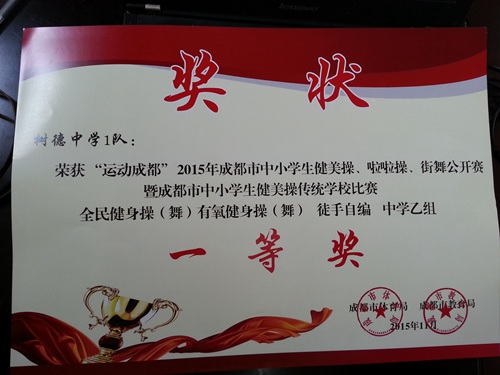 奖状
树德中学1队：
荣获“运动成都”2015年成都市中小学生健美操、啦啦操、街舞公开赛
暨成都市中小学生健美操传统学校比赛
全民健身操（舞）有氧健身操（舞） 徒手自编 中学乙组
一等奖
成都市体育局 成都市教育局
2015年11月